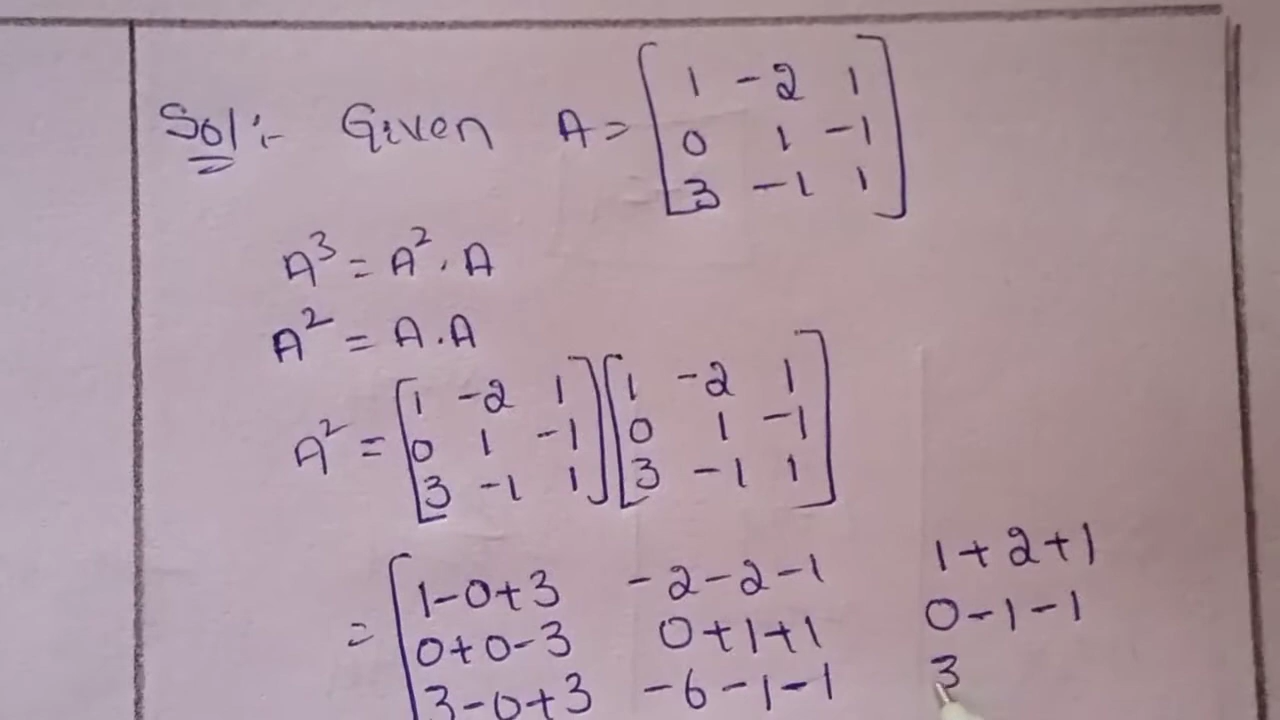 Sol:- Given A = [1 -2 1
0 1 -1
3 -1 1]
A³ = A² . A
A² = A . A
A² = [1 -2 1 0 1 -1 3 -1 1] [1 -2 1 0 1 -1 3 -1 1]
= [1-0+3 -2-2-1 1+2+1
0+0-3 0+1+1 0-1-1
3-0+3 -6-1-1 3